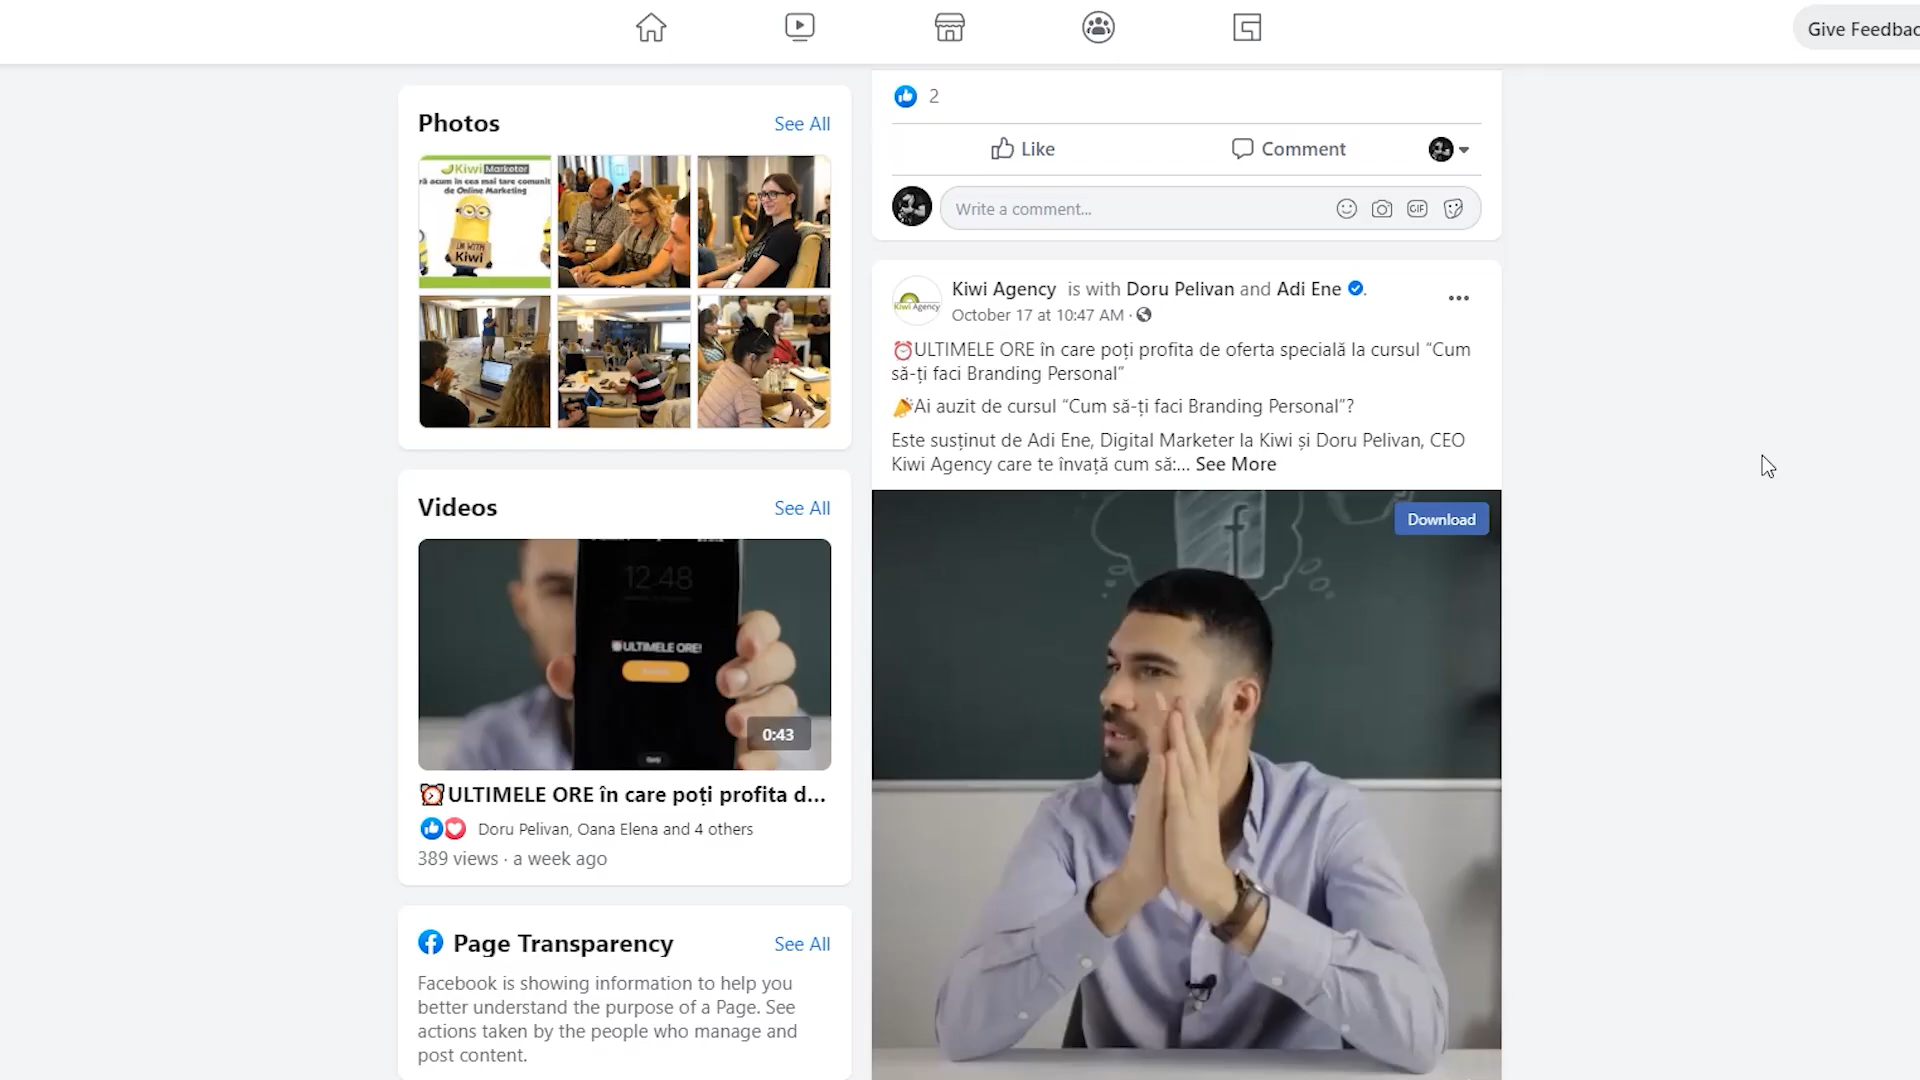 Give Feedbac
Photos
See All
Kiwi Marketer
ră acum în cea mai tare comunit
de Online Marketing
I'M WITH
Kiwi
Videos
See All
12:48
ULTIMELE ORE!
0:43
⏰ULTIMELE ORE în care poți profita d...
Doru Pelivan, Oana Elena and 4 others
389 views · a week ago
Page Transparency
See All
Facebook is showing information to help you
better understand the purpose of a Page. See
actions taken by the people who manage and
post content.
2
Like
Comment
Write a comment...
GIF
Kiwi Agency
Kiwi Agency is with Doru Pelivan and Adi Ene.
October 17 at 10:47 AM ·
⏰ULTIMELE ORE în care poți profita de oferta specială la cursul “Cum
să-ți faci Branding Personal”
📣Ai auzit de cursul “Cum să-ți faci Branding Personal”?
Este susținut de Adi Ene, Digital Marketer la Kiwi și Doru Pelivan, CEO
Kiwi Agency care te învață cum să:... See More
Download
f